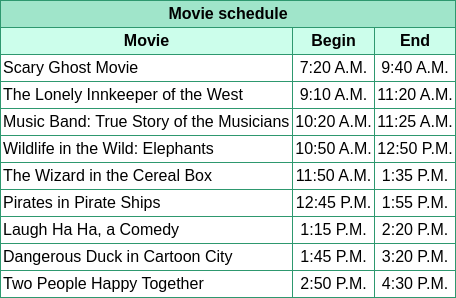 Movie schedule
Movie Begin End
Scary Ghost Movie 7:20 A.M. 9:40 A.M.
The Lonely Innkeeper of the West 9:10 A.M. 11:20 A.M.
Music Band: True Story of the Musicians 10:20 A.M. 11:25 A.M.
Wildlife in the Wild: Elephants 10:50 A.M. 12:50 P.M.
The Wizard in the Cereal Box 11:50 A.M. 1:35 P.M.
Pirates in Pirate Ships 12:45 P.M. 1:55 P.M.
Laugh Ha Ha, a Comedy 1:15 P.M. 2:20 P.M.
Dangerous Duck in Cartoon City 1:45 P.M. 3:20 P.M.
Two People Happy Together 2:50 P.M. 4:30 P.M.